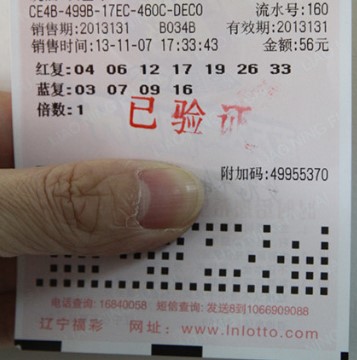 CE4B-499B-17EC-460C-DEC0 流水号:160
销售期:2013131 B034B 有效期:2013131
销售时间:13-11-07 17:33:43 金额:56元
红复:04 06 12 17 19 26 33
蓝复:03 07 09 16
倍数:1
已验证
附加码:49955370
电话查询:16840058 短信查询:发送8到1066909088
辽宁福彩 网址:www.lnlotto.com